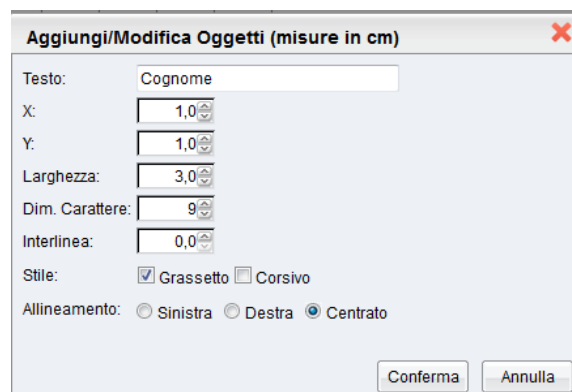 Aggiungi/Modifica Oggetti (misure in cm)
Testo: Cognome
X: 1,0
Y: 1,0
Larghezza: 3,0
Dim. Carattere: 9
Interlinea: 0,0
Stile: Grassetto Corsivo
Allineamento: Sinistra Destra Centrato
Conferma Annulla